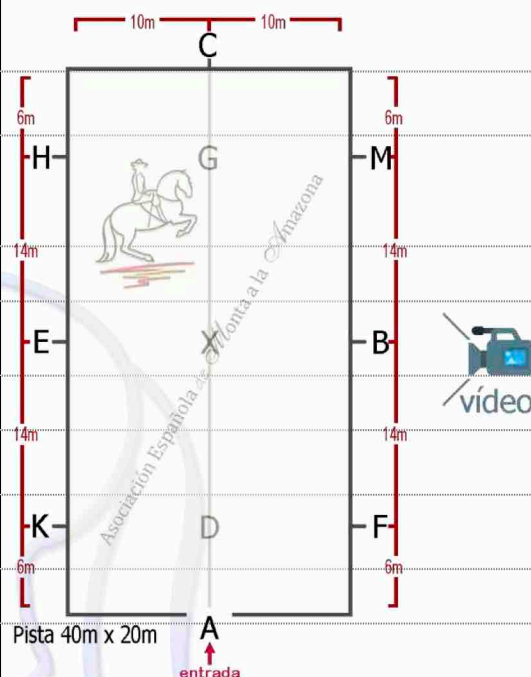 10m 10m
C
6m 6m
H G M
14m 14m
Asociación Española de Monta a la Amazona
E X B
vídeo
14m 14m
K D F
6m 6m
Pista 40m x 20m A
entrada